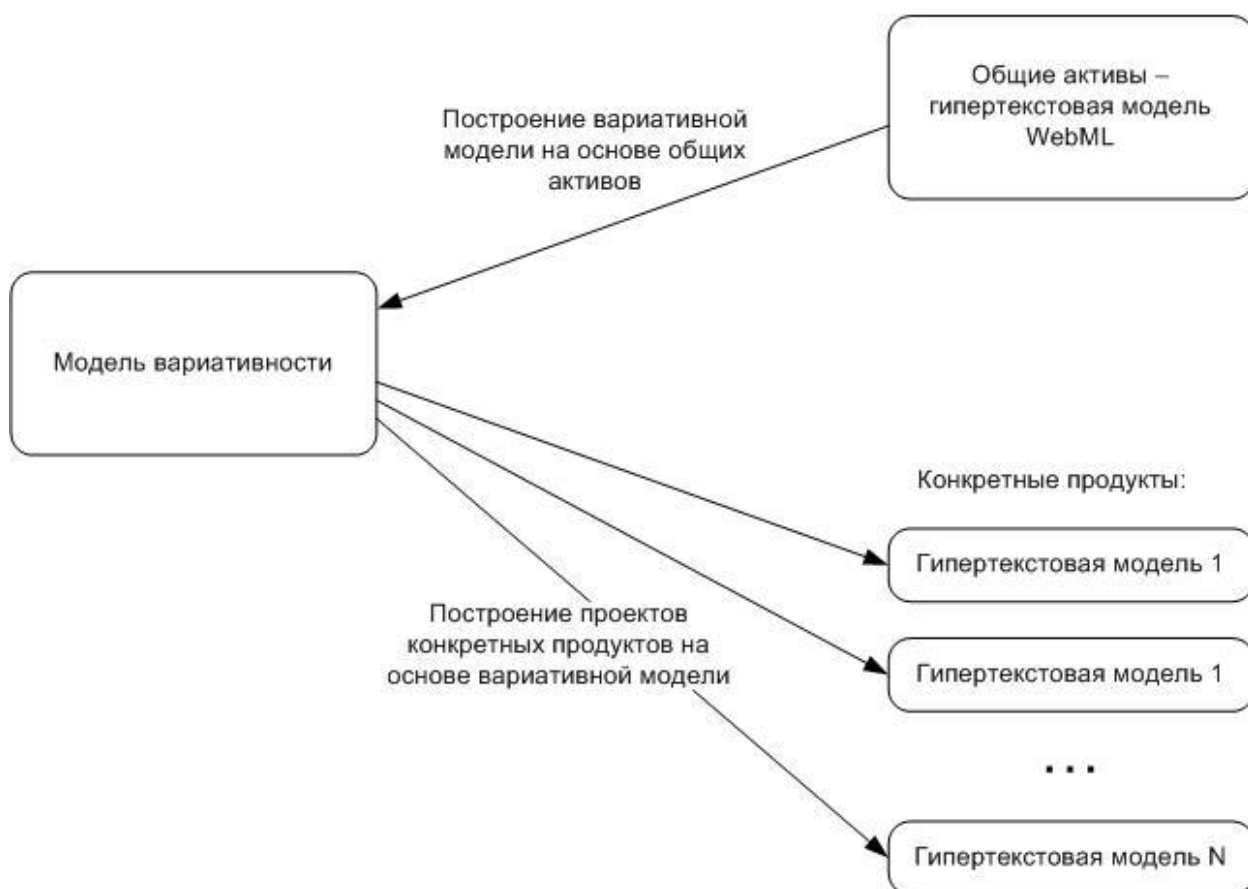 Общие активы –
гипертекстовая модель
WebML
Построение вариативной
модели на основе общих
активов
Модель вариативности
Конкретные продукты:
Гипертекстовая модель 1
Построение проектов
конкретных продуктов на
основе вариативной модели
Гипертекстовая модель 1
...
Гипертекстовая модель N